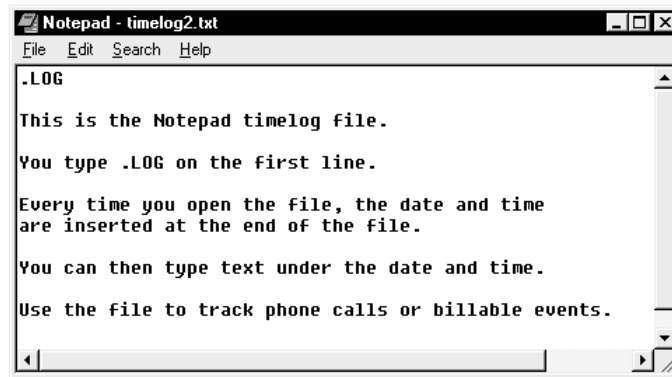 Notepad - timelog2.txt
File Edit Search Help
.LOG
This is the Notepad timelog file.
You type .LOG on the first line.
Every time you open the file, the date and time
are inserted at the end of the file.
You can then type text under the date and time.
Use the file to track phone calls or billable events.